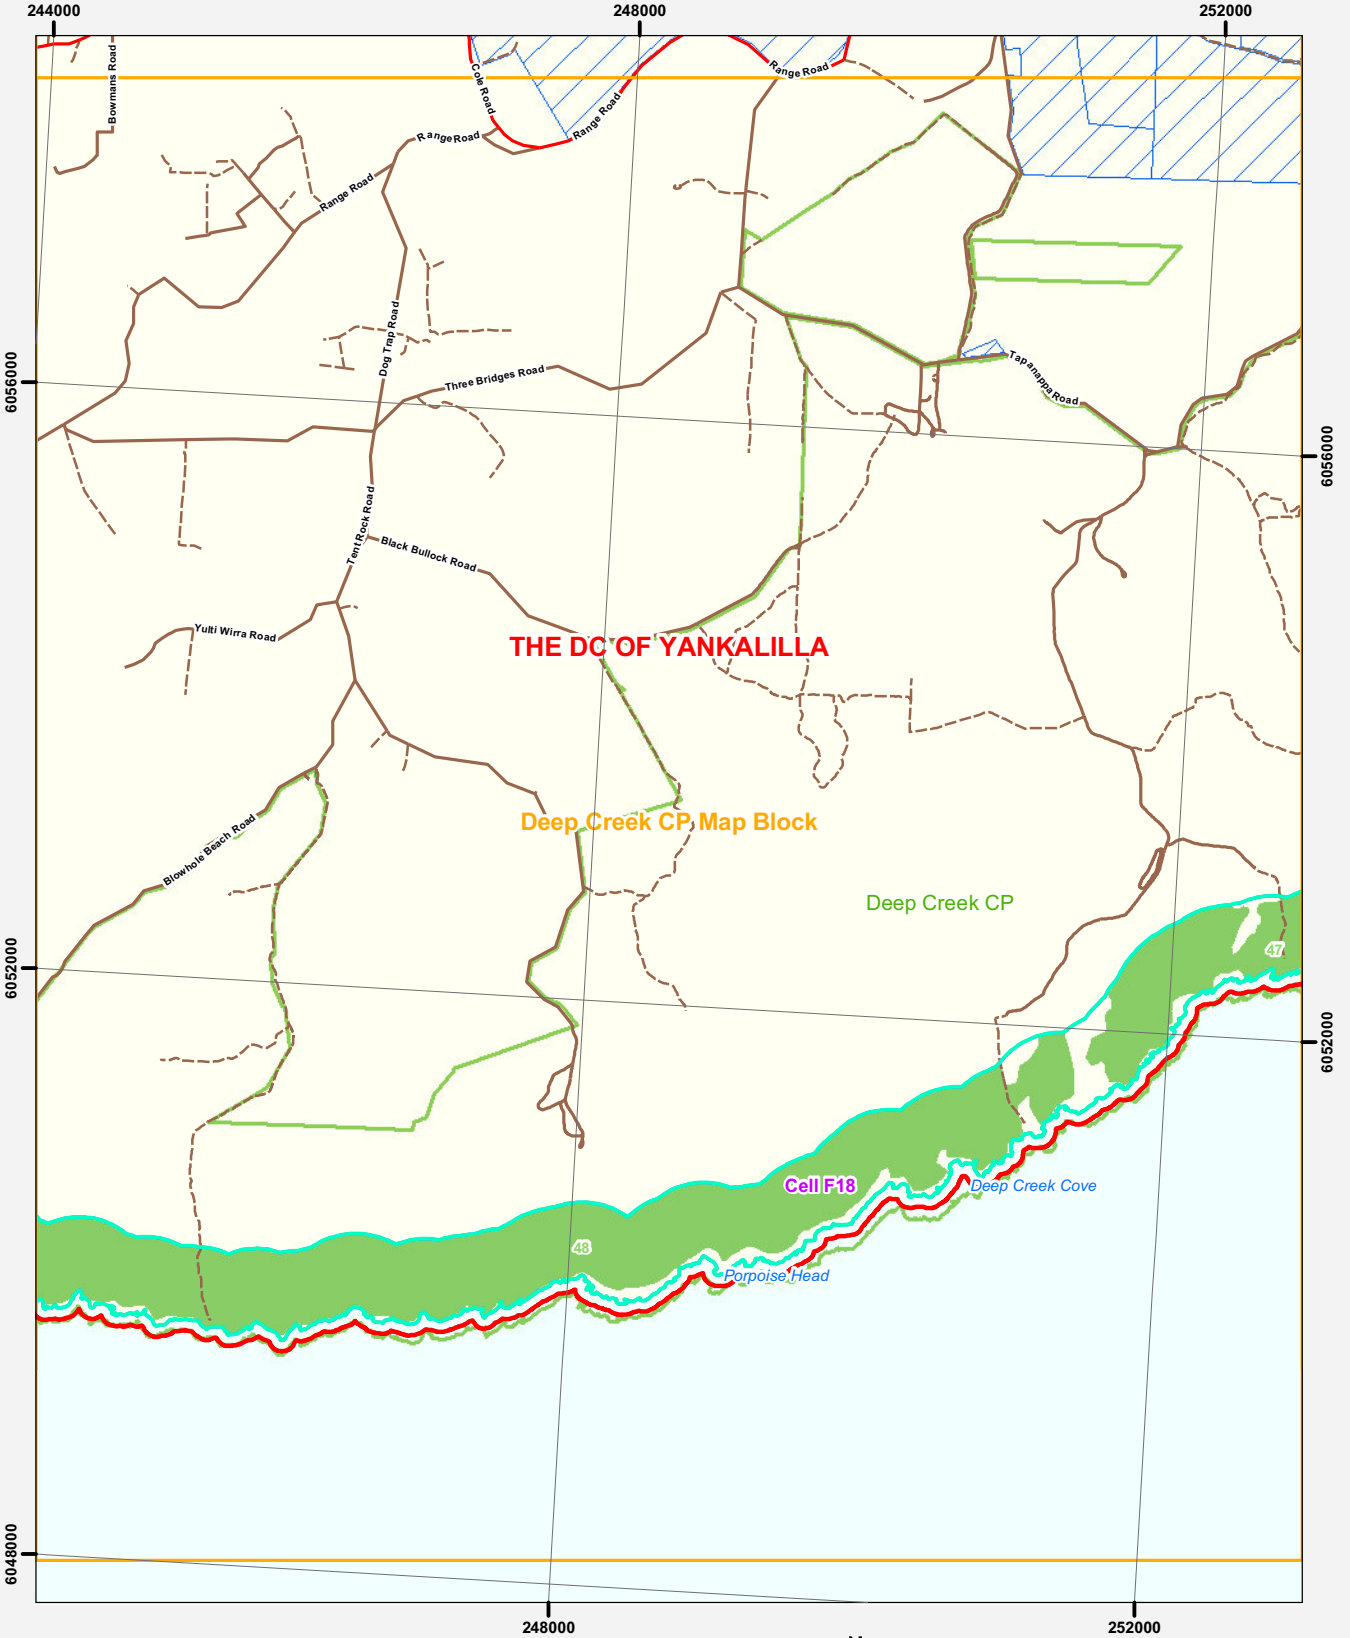 244000
248000
252000
Bowmans Road
Cole Road
Range Road
Range Road
Range Road
Range Road
Dog Trap Road
Three Bridges Road
Tapanappa Road
6056000
6056000
Tent Rock Road
Black Bullock Road
Yulti Wirra Road
THE DC OF YANKALILLA
Deep Creek CP Map Block
Blowhole Beach Road
Deep Creek CP
47
6052000
6052000
Cell F18
Deep Creek Cove
48
Porpoise Head
6048000
248000
252000